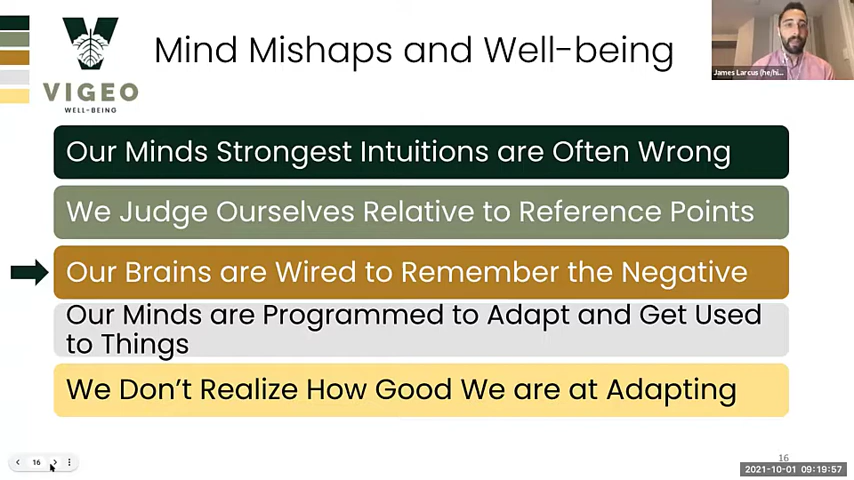 Mind Mishaps and Well-being
VIGEO
WELL-BEING
James Larcus (he/hi...
Our Minds Strongest Intuitions are Often Wrong
We Judge Ourselves Relative to Reference Points
Our Brains are Wired to Remember the Negative
Our Minds are Programmed to Adapt and Get Used
to Things
We Don't Realize How Good We are at Adapting
16
16
2021-10-01 09:19:57